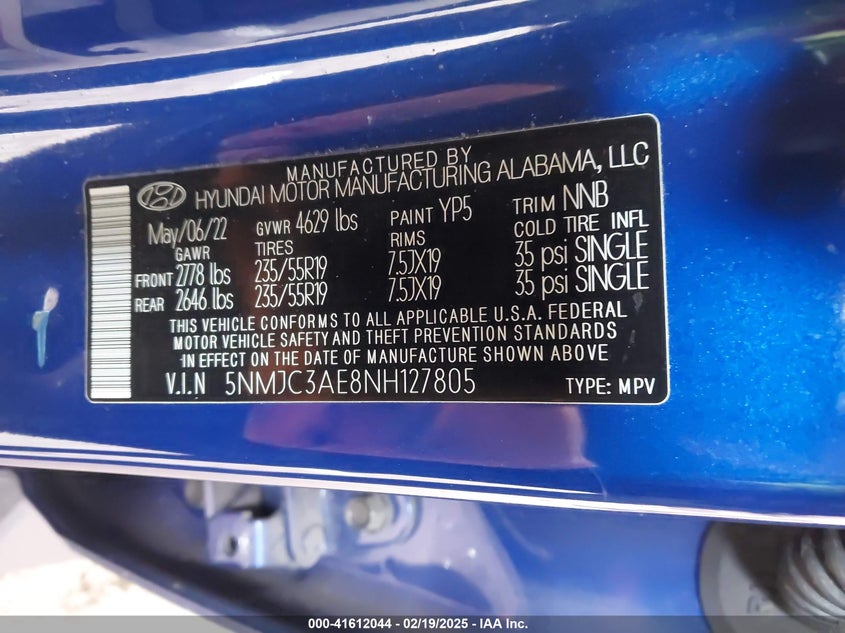 MANUFACTURED BY
HYUNDAI MOTOR MANUFACTURING ALABAMA, LLC
May/06/22 GVWR 4629 lbs PAINT YP5 TRIM NNB
GAWR TIRES RIMS COLD TIRE INFL
FRONT 2778 lbs 235/55R19 7.5JX19 35 psi SINGLE
REAR 2646 lbs 235/55R19 7.5JX19 35 psi SINGLE
THIS VEHICLE CONFORMS TO ALL APPLICABLE U.S.A. FEDERAL
MOTOR VEHICLE SAFETY AND THEFT PREVENTION STANDARDS
IN EFFECT ON THE DATE OF MANUFACTURE SHOWN ABOVE
V.I.N 5NMJC3AE8NH127805 TYPE: MPV
000-41612044 - 02/19/2025 - IAA Inc.